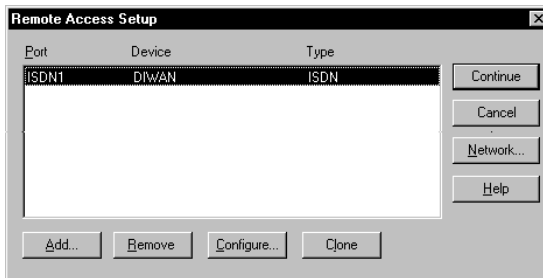 Remote Access Setup
Port Device Type
ISDN1 DIWAN ISDN
Continue
Cancel
Network...
Help
Add... Remove Configure... Clone